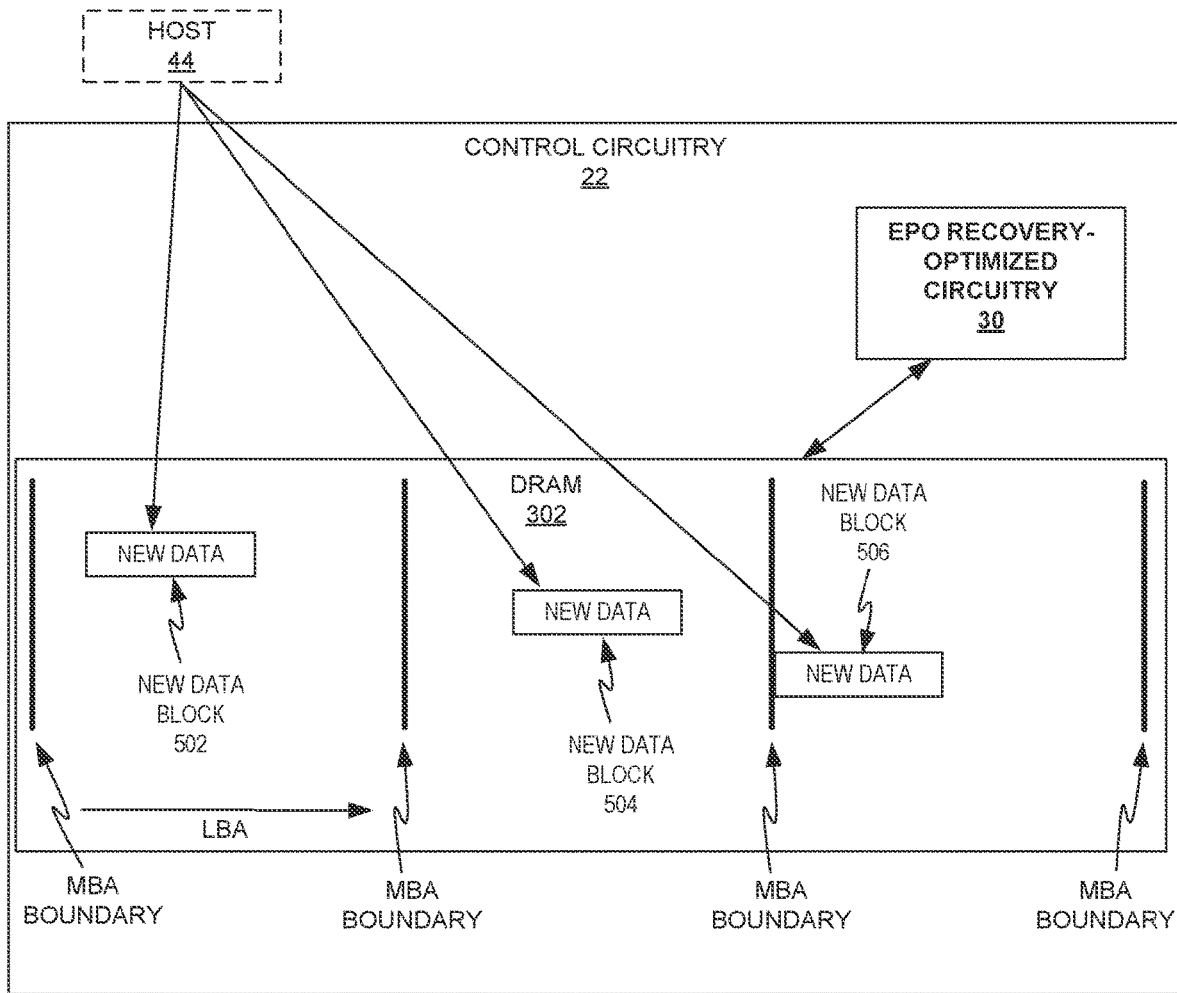 HOST
44
CONTROL CIRCUITRY
22
EPO RECOVERY-
OPTIMIZED
CIRCUITRY
30
DRAM
302
NEW DATA
BLOCK
506
NEW DATA
NEW DATA
NEW DATA
NEW DATA
BLOCK
502
NEW DATA
BLOCK
504
LBA
MBA
BOUNDARY
MBA
BOUNDARY
MBA
BOUNDARY
MBA
BOUNDARY